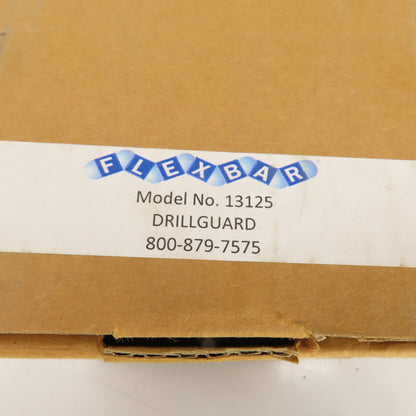 FLEXBAR
Model No. 13125
DRILLGUARD
800-879-7575